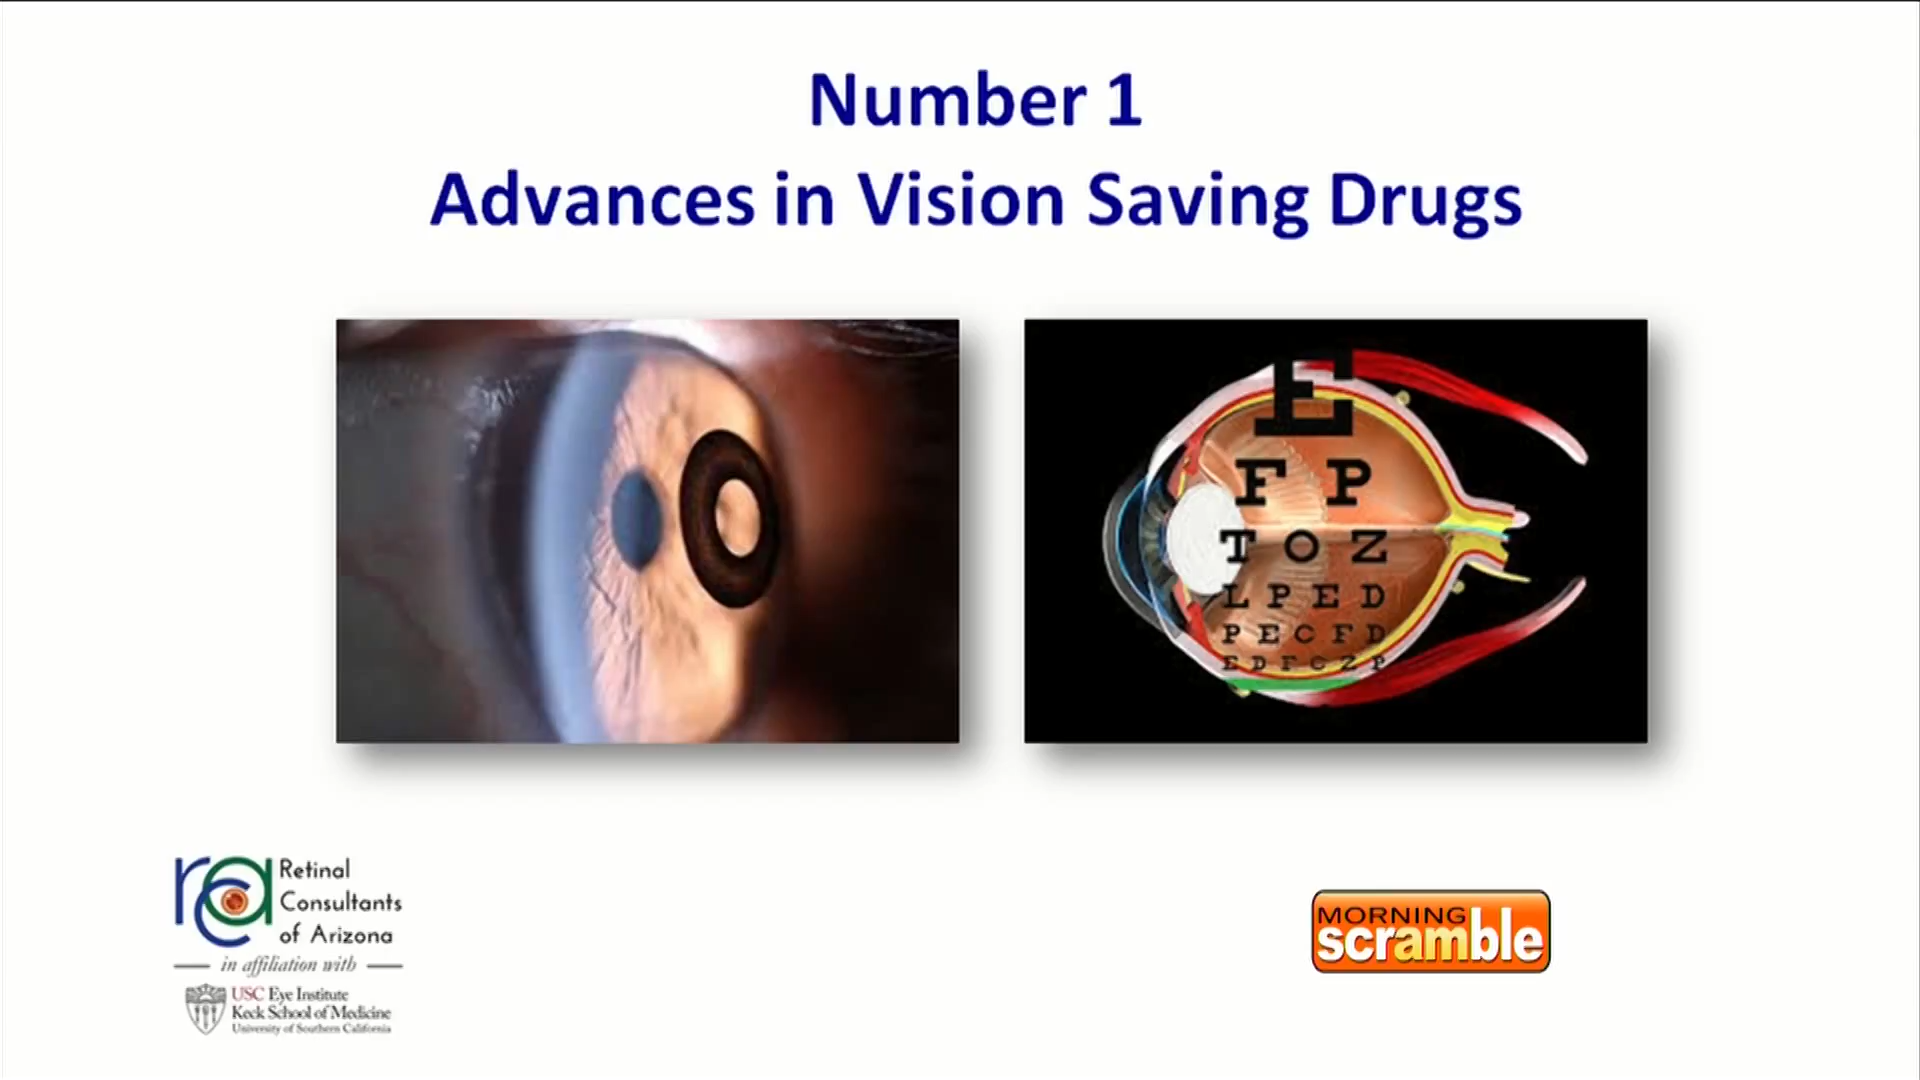 Number 1
Advances in Vision Saving Drugs
E
F P
T O Z
L P E D
P E C F D
E D F C Z P
rca
Retinal
Consultants
of Arizona
in affiliation with
USC Eye Institute
Keck School of Medicine
University of Southern California
MORNING
scramble